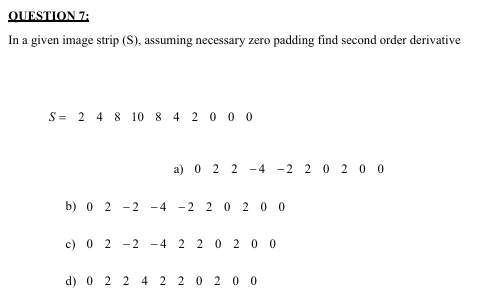 QUESTION 7:
In a given image strip (S), assuming necessary zero padding find second order derivative
S = 2 4 8 10 8 4 2 0 0 0
a) 0 2 2 −4 −2 2 0 2 0 0
b) 0 2 −2 −4 −2 2 0 2 0 0
c) 0 2 −2 −4 2 2 0 2 0 0
d) 0 2 2 4 2 2 0 2 0 0